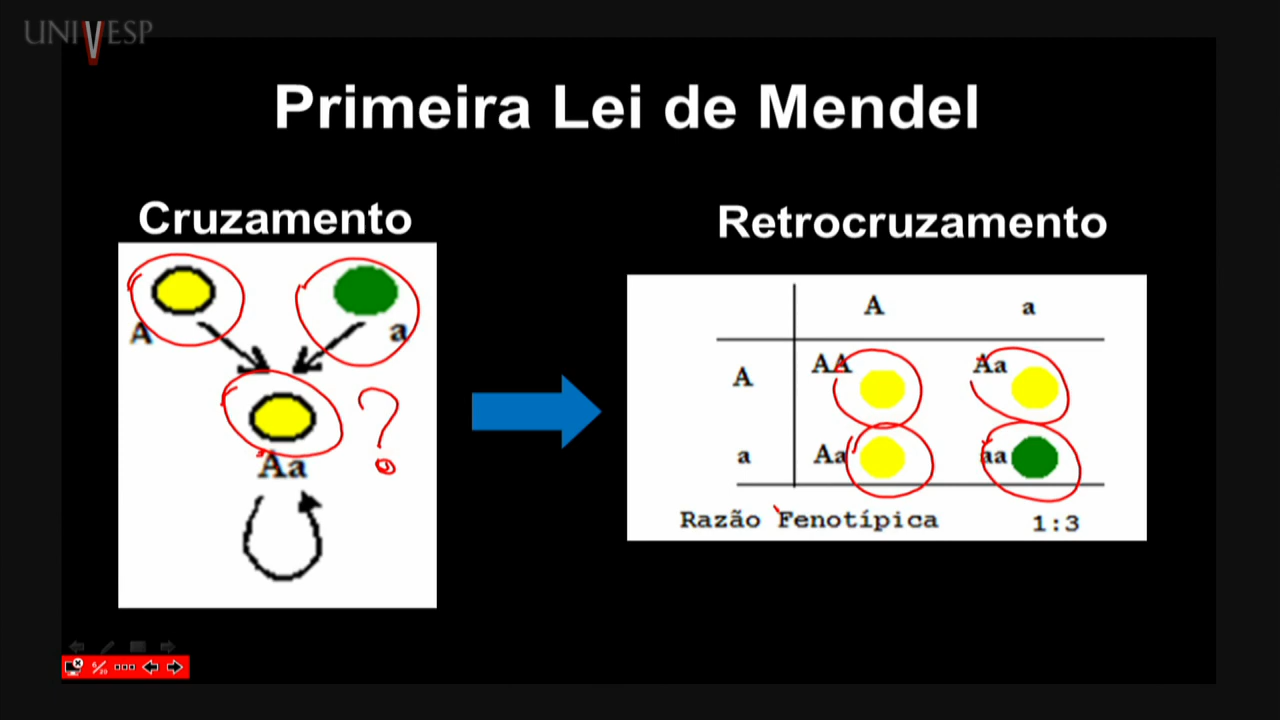 UNIVESP
Primeira Lei de Mendel
Cruzamento
A
a
Aa
?
Retrocruzamento
A a
A AA Aa
a Aa aa
Razão Fenotípica 1:3